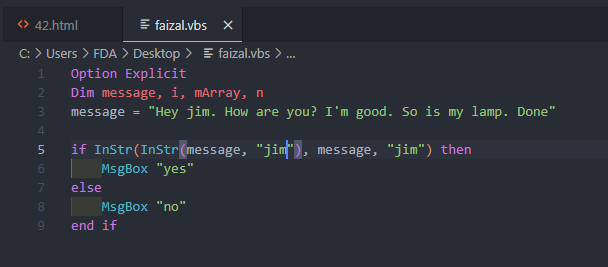 42.html faizal.vbs
C: > Users > FDA > Desktop > faizal.vbs > ...
1 Option Explicit
2 Dim message, i, mArray, n
3 message = "Hey jim. How are you? I'm good. So is my lamp. Done"
4
5 if InStr(InStr(message, "jim"), message, "jim") then
6 MsgBox "yes"
7 else
8 MsgBox "no"
9 end if